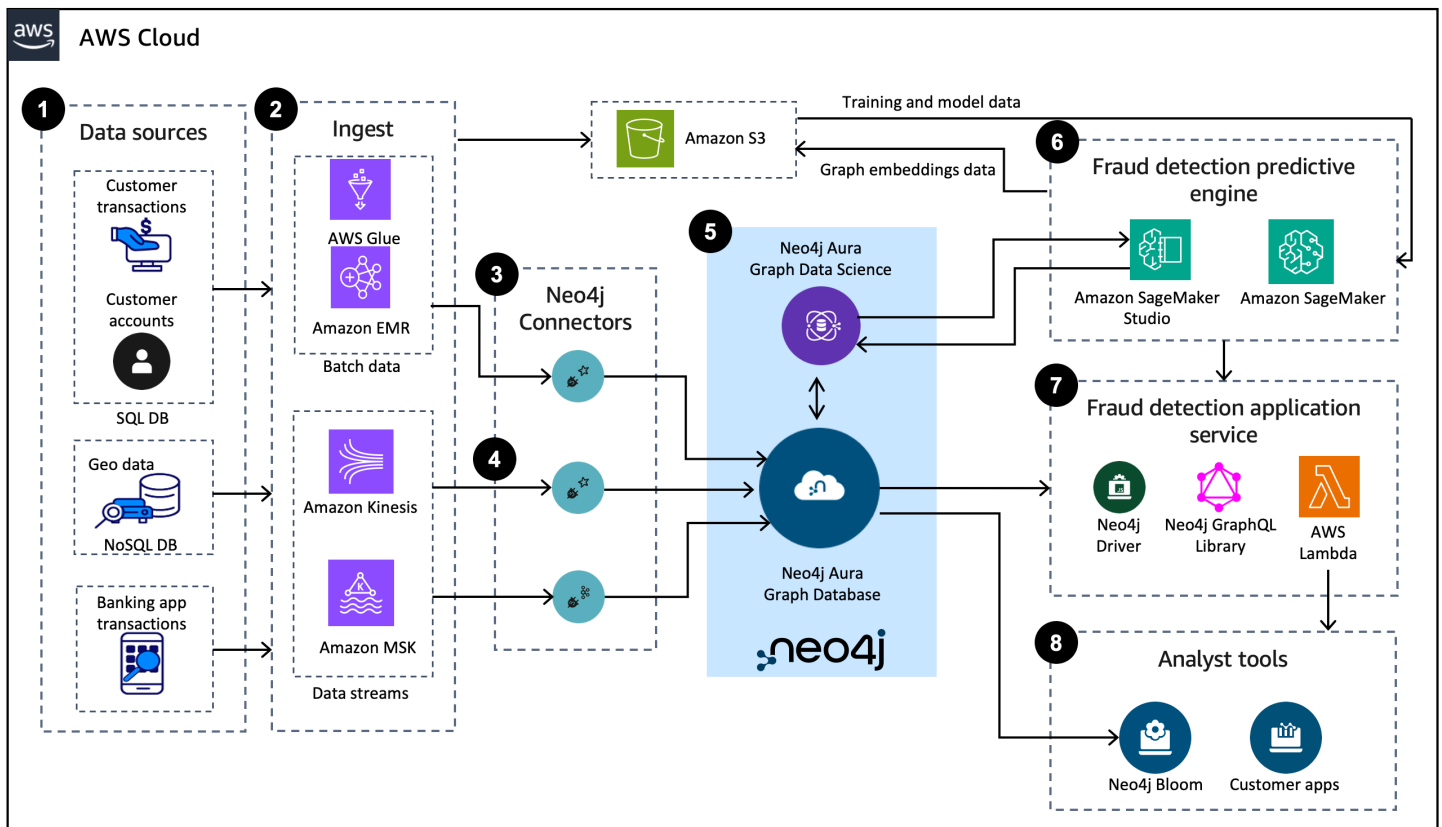 aws
AWS Cloud
1
Data sources
Customer
transactions
$
Customer
accounts
SQL DB
Geo data
NoSQL DB
Banking app
transactions
2
Ingest
AWS Glue
Amazon EMR
Batch data
Amazon Kinesis
K
Amazon MSK
Data streams
3
Neo4j
Connectors
4
Amazon S3
Training and model data
Graph embeddings data
5
Neo4j Aura
Graph Data Science
Neo4j Aura
Graph Database
neo4j
6
Fraud detection predictive
engine
Amazon SageMaker
Studio
Amazon SageMaker
7
Fraud detection application
service
Neo4j
Driver
Neo4j GraphQL
Library
AWS
Lambda
8
Analyst tools
Neo4j Bloom
Customer apps